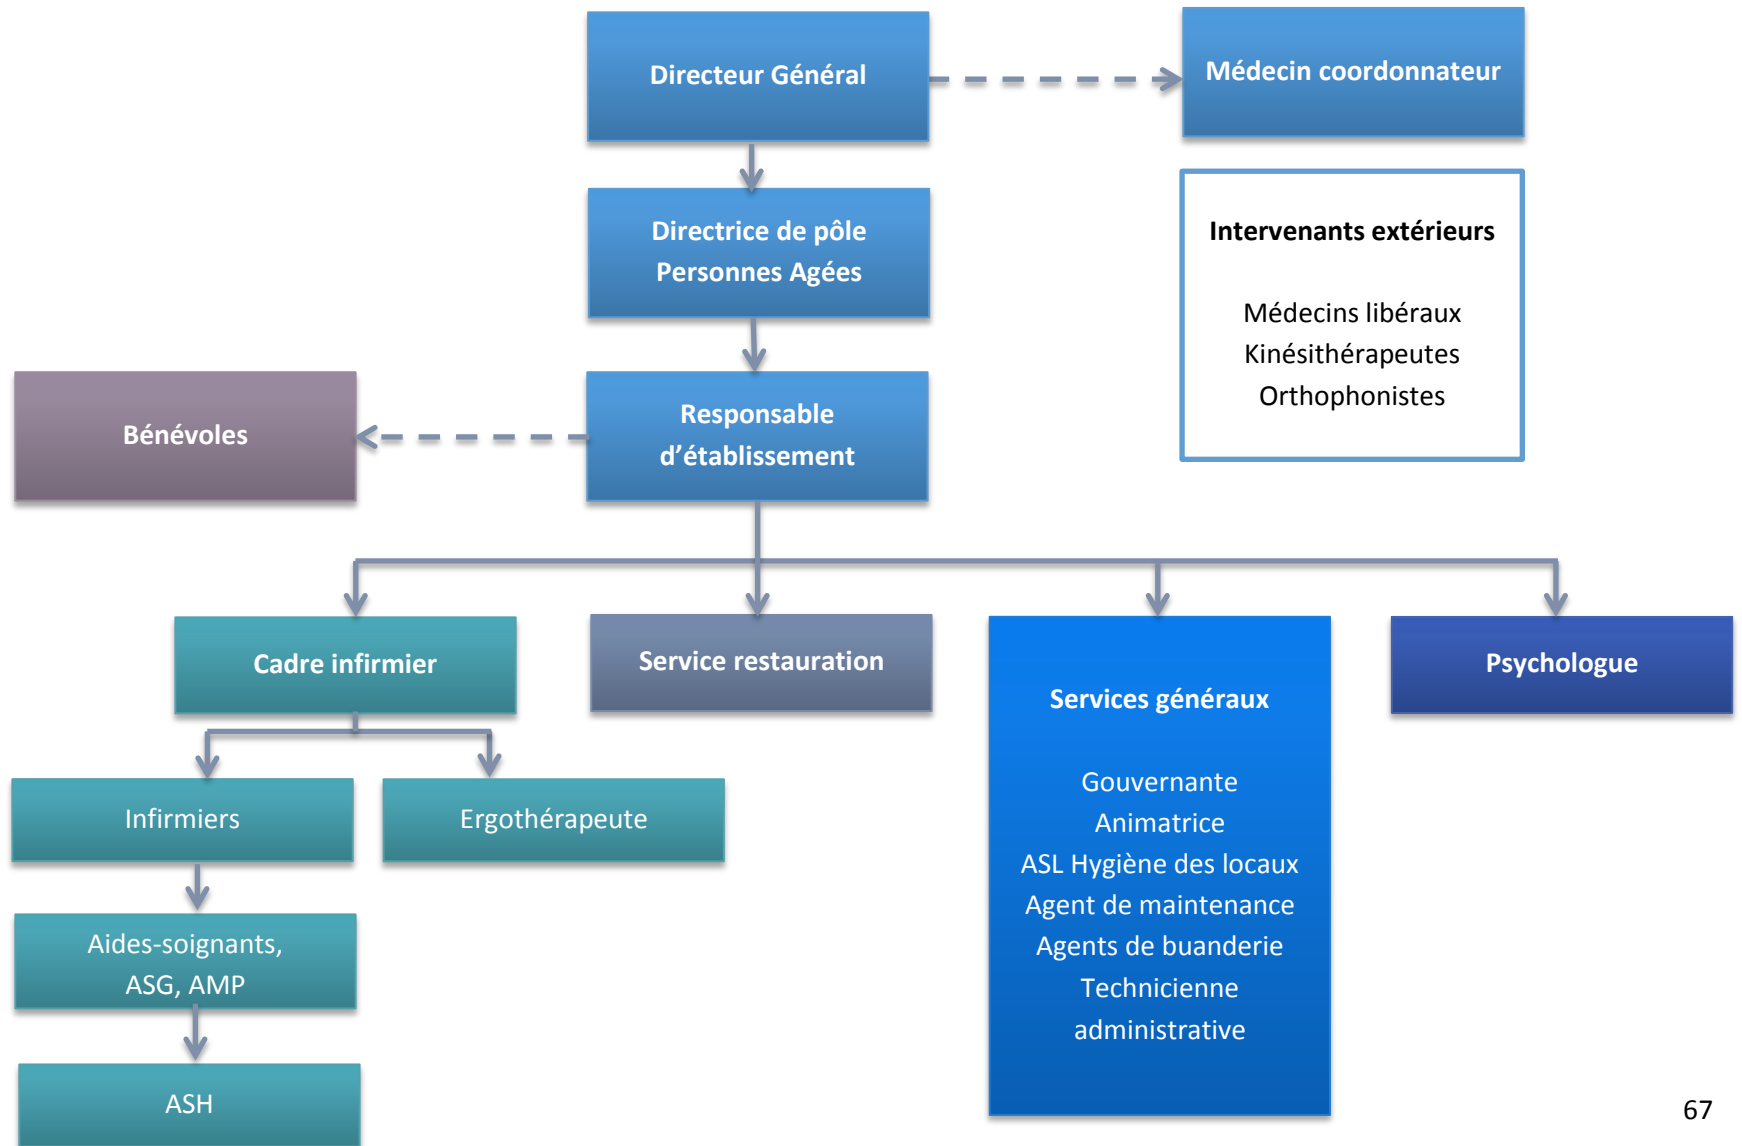 Directeur Général
Médecin coordonnateur
Directrice de pôle
Personnes Agées
Intervenants extérieurs
Médecins libéraux
Kinésithérapeutes
Orthophonistes
Bénévoles
Responsable
d’établissement
Cadre infirmier
Service restauration
Services généraux
Gouvernante
Animatrice
ASL Hygiène des locaux
Agent de maintenance
Agents de buanderie
Technicienne
administrative
Psychologue
Infirmiers
Ergothérapeute
Aides-soignants,
ASG, AMP
ASH
67